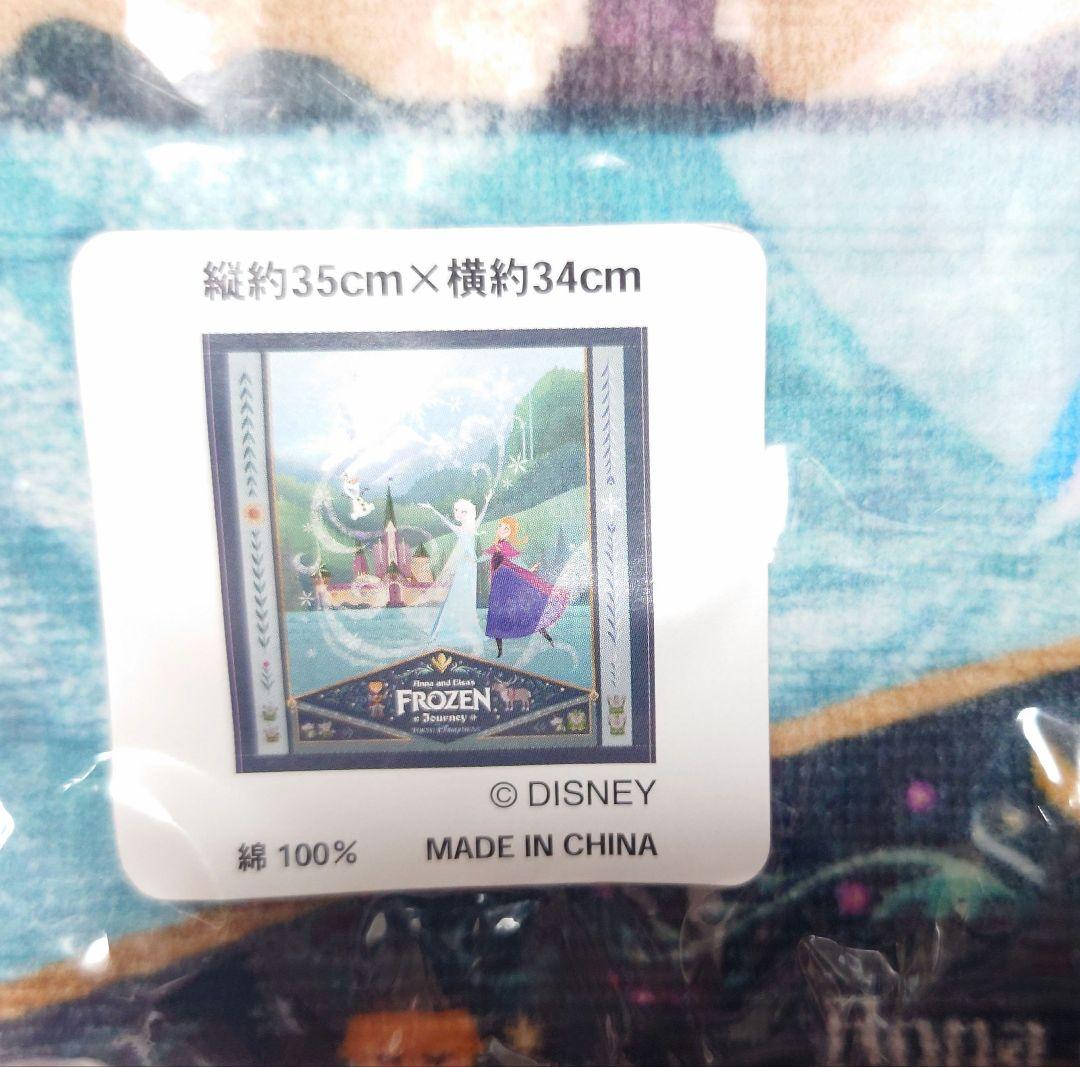 縦約35cm×横約34cm
Anna and Elsa's
FROZEN
Journey
© DISNEY
綿 100%
MADE IN CHINA
Anna